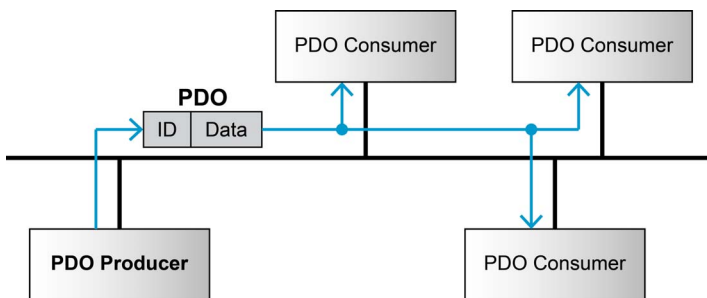 PDO Consumer
PDO Consumer
PDO
ID
Data
PDO Producer
PDO Consumer